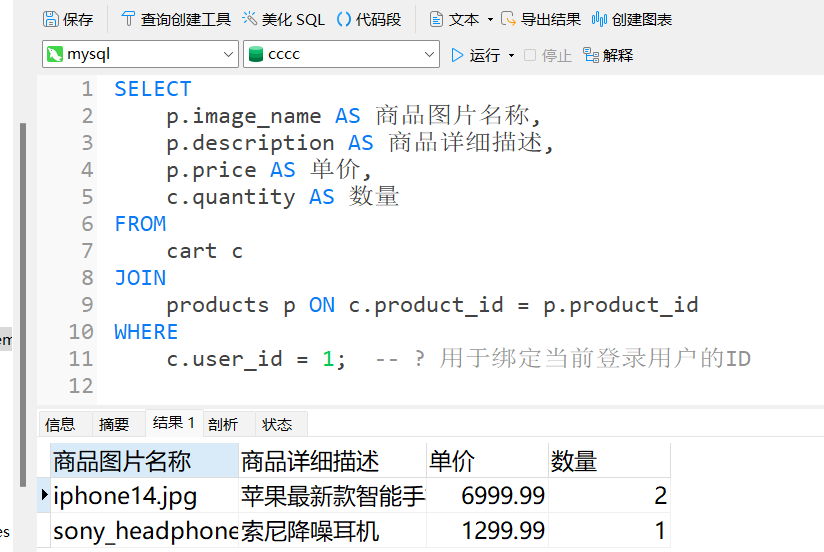 保存 查询创建工具 美化 SQL () 代码段 文本 导出结果 创建图表
mysql cccc 运行 停止 解释
1 SELECT
2 p.image_name AS 商品图片名称,
3 p.description AS 商品详细描述,
4 p.price AS 单价,
5 c.quantity AS 数量
6 FROM
7 cart c
8 JOIN
9 products p ON c.product_id = p.product_id
10 WHERE
11 c.user_id = 1; -- ? 用于绑定当前登录用户的ID
12
信息 摘要 结果 1 剖析 状态
商品图片名称 商品详细描述 单价 数量
iphone14.jpg 苹果最新款智能手 6999.99 2
sony_headphone 索尼降噪耳机 1299.99 1